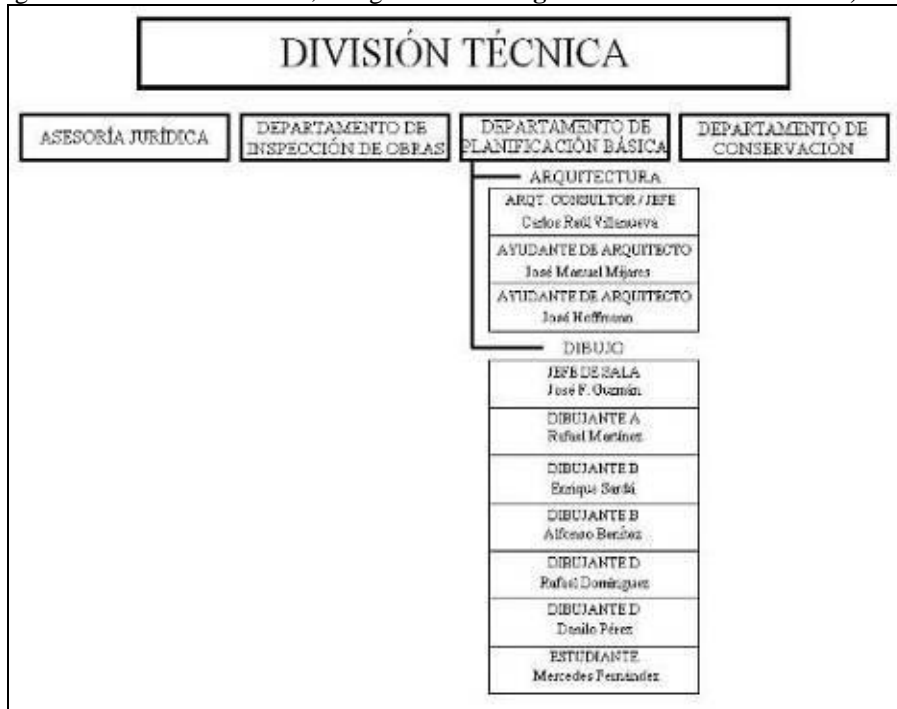 DIVISIÓN TÉCNICA
ASESORÍA JURÍDICA
DEPARTAMENTO DE
INSPECCIÓN DE OBRAS
DEPARTAMENTO DE
PLANIFICACIÓN BÁSICA
DEPARTAMENTO DE
CONSERVACIÓN
ARQUITECTURA
ARQT. CONSULTOR / JEFE
Carlos Raúl Villanueva
AYUDANTE DE ARQUITECTO
José Manuel Mijares
AYUDANTE DE ARQUITECTO
José Hoffmann
DIBUJO
JEFE DE SALA
José F. Guzmán
DIBUJANTE A
Rafael Martínez
DIBUJANTE B
Enrique Sardá
DIBUJANTE B
Alfonso Benítez
DIBUJANTE D
Rafael Domínguez
DIBUJANTE D
Danilo Pérez
ESTUDIANTE
Mercedes Fernández